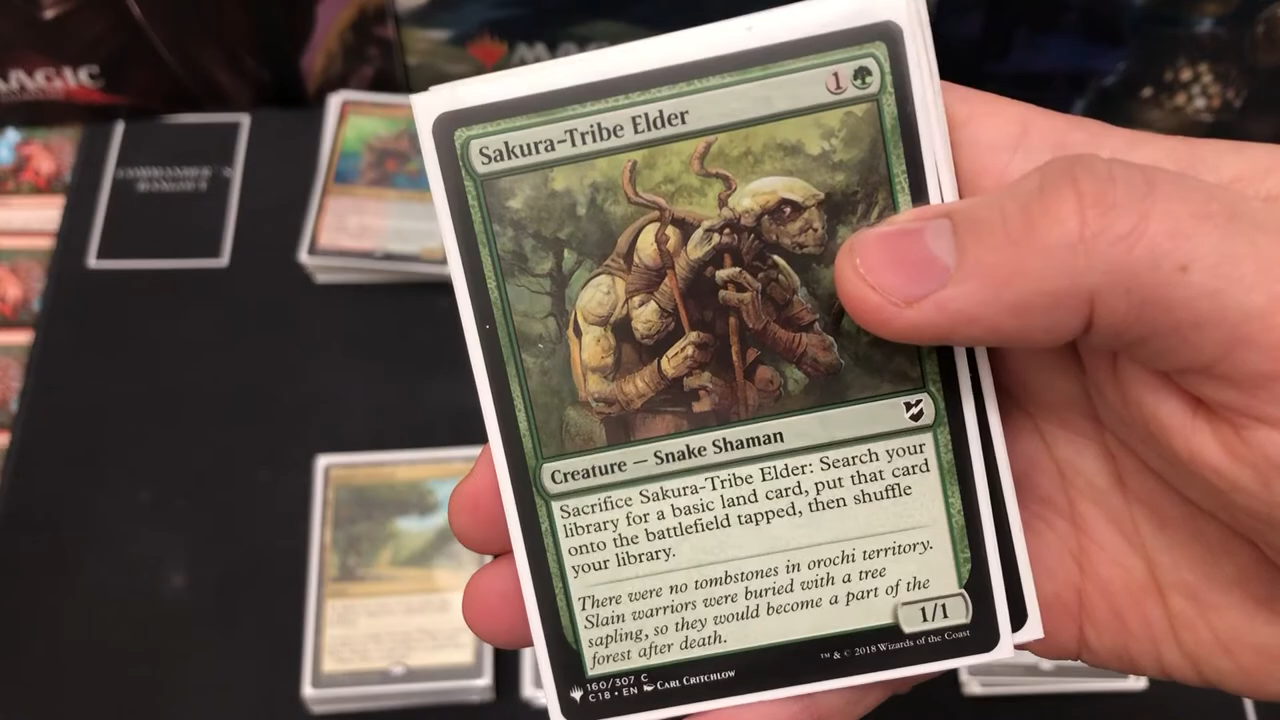 MAGIC
MA
Sakura-Tribe Elder
1
Creature — Snake Shaman
Sacrifice Sakura-Tribe Elder: Search your
library for a basic land card, put that card
onto the battlefield tapped, then shuffle
your library.
There were no tombstones in orochi territory.
Slain warriors were buried with a tree
sapling, so they would become a part of the
forest after death.
1/1
160/307 C
C18 • EN CARL CRITCHLOW
™ & © 2018 Wizards of the Coast